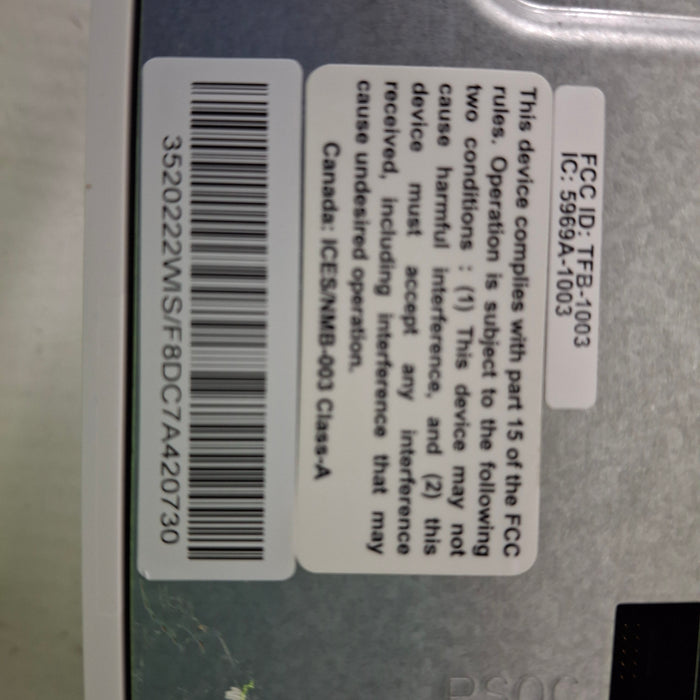 FCC ID: TFB-1003
IC: 5969A-1003
This device complies with part 15 of the FCC
rules. Operation is subject to the following
two conditions : (1) This device may not
cause harmful interference, and (2) this
device must accept any interference
received, including interference that may
cause undesired operation.
Canada: ICES/NMB-003 Class-A
3520222WIS/F8DC7A420730